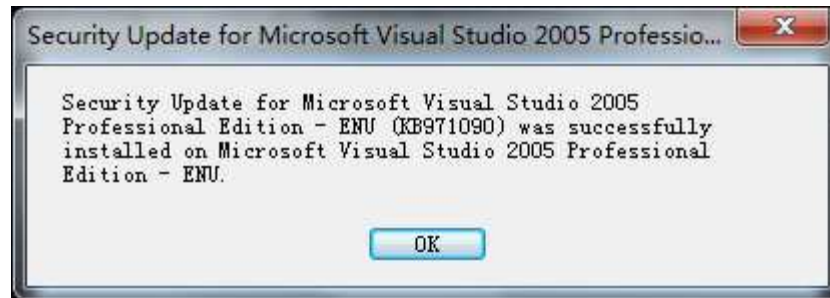 Security Update for Microsoft Visual Studio 2005 Professio...
Security Update for Microsoft Visual Studio 2005
Professional Edition - ENU (KB971090) was successfully
installed on Microsoft Visual Studio 2005 Professional
Edition - ENU.
OK